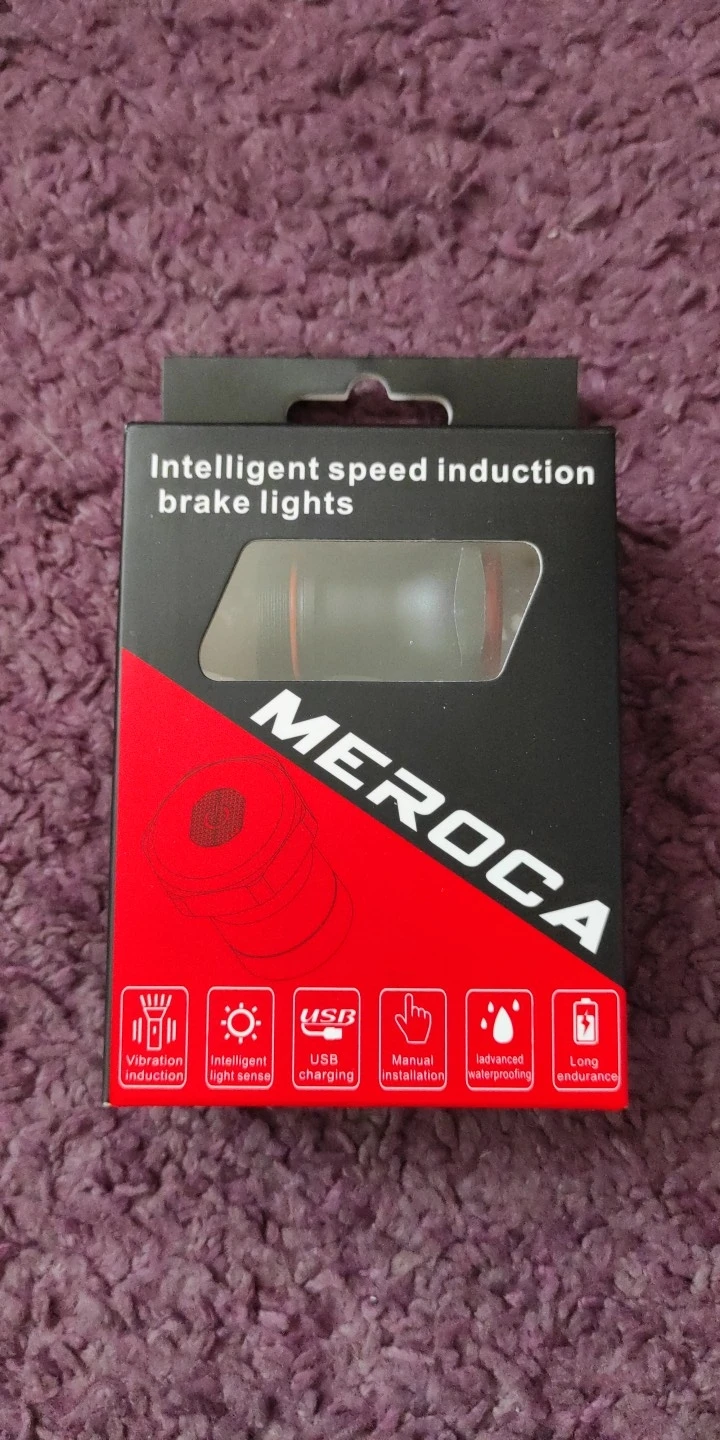 Intelligent speed induction
brake lights
MEROCA
Vibration
induction
Intelligent
light sense
USB
USB
charging
Manual
installation
ladvanced
waterproofing
Long
endurance